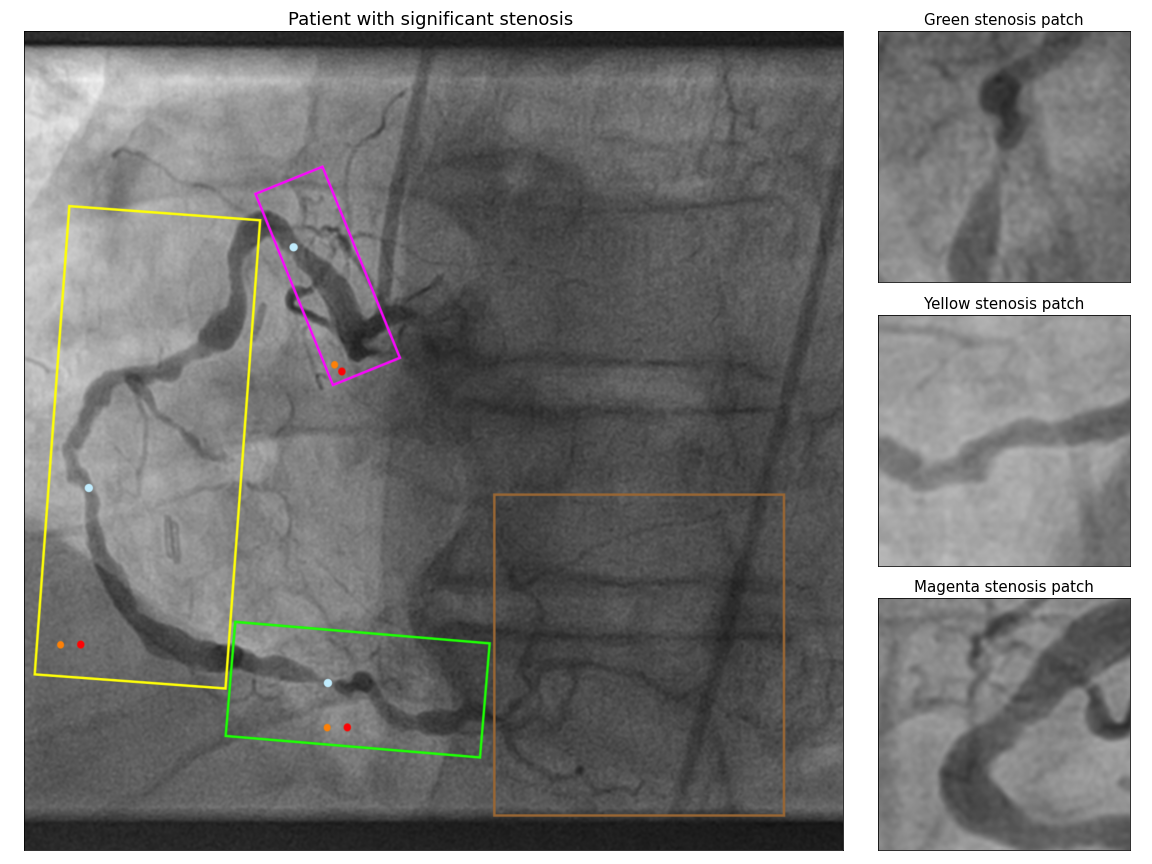 Patient with significant stenosis
Green stenosis patch
Yellow stenosis patch
Magenta stenosis patch